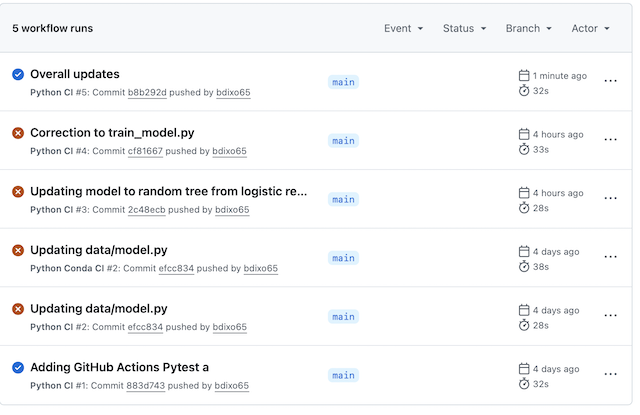 5 workflow runs
Event Status Branch Actor
Overall updates
main
1 minute ago
Python CI #5: Commit b8b292d pushed by bdixo65
32s
Correction to train_model.py
main
4 hours ago
Python CI #4: Commit cf81667 pushed by bdixo65
33s
Updating model to random tree from logistic re...
main
4 hours ago
Python CI #3: Commit 2c48ecb pushed by bdixo65
28s
Updating data/model.py
main
4 days ago
Python Conda CI #2: Commit efcc834 pushed by bdixo65
38s
Updating data/model.py
main
4 days ago
Python CI #2: Commit efcc834 pushed by bdixo65
28s
Adding GitHub Actions Pytest a
main
4 days ago
Python CI #1: Commit 883d743 pushed by bdixo65
32s